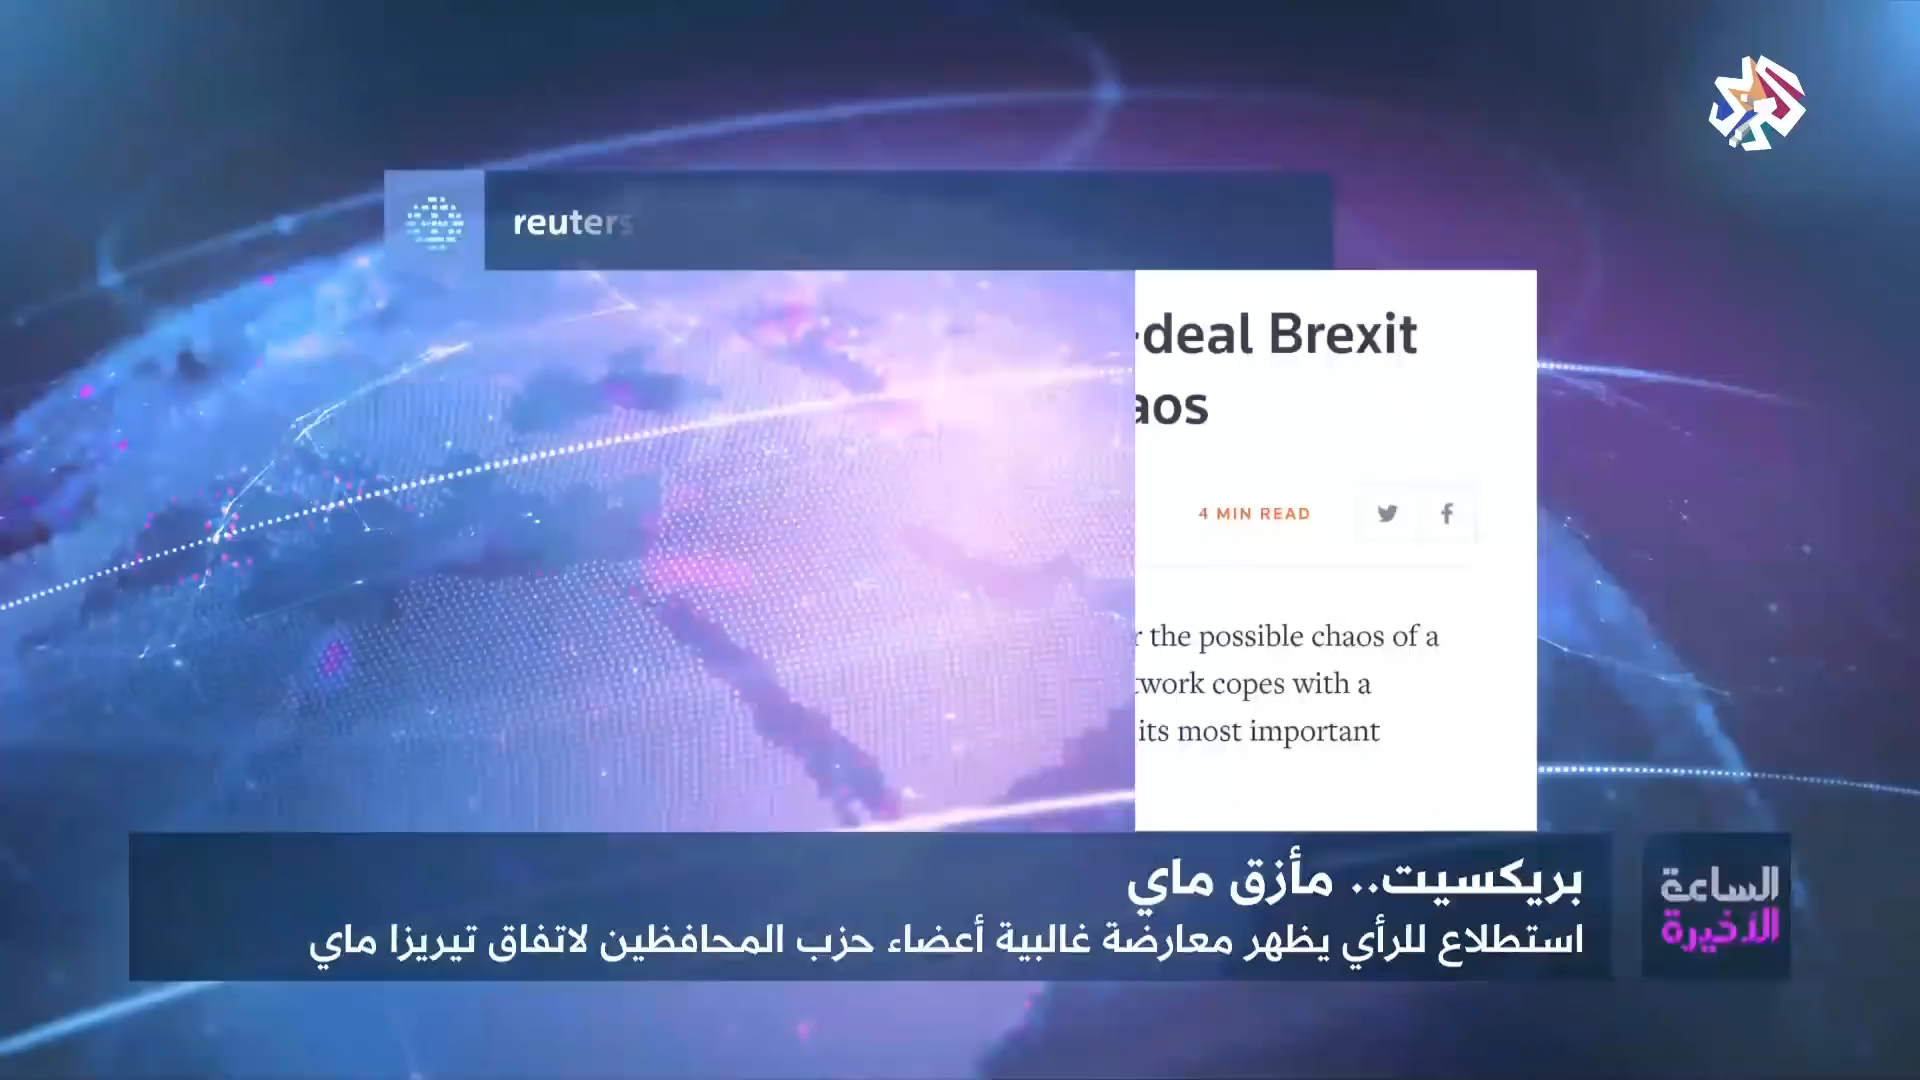 reuters
-deal Brexit
aos
4 MIN READ
r the possible chaos of a
twork copes with a
its most important
بريكسيت.. مأزق ماي
استطلاع للرأي يظهر معارضة غالبية أعضاء حزب المحافظين لاتفاق تيريزا ماي
الساعة
الأخيرة